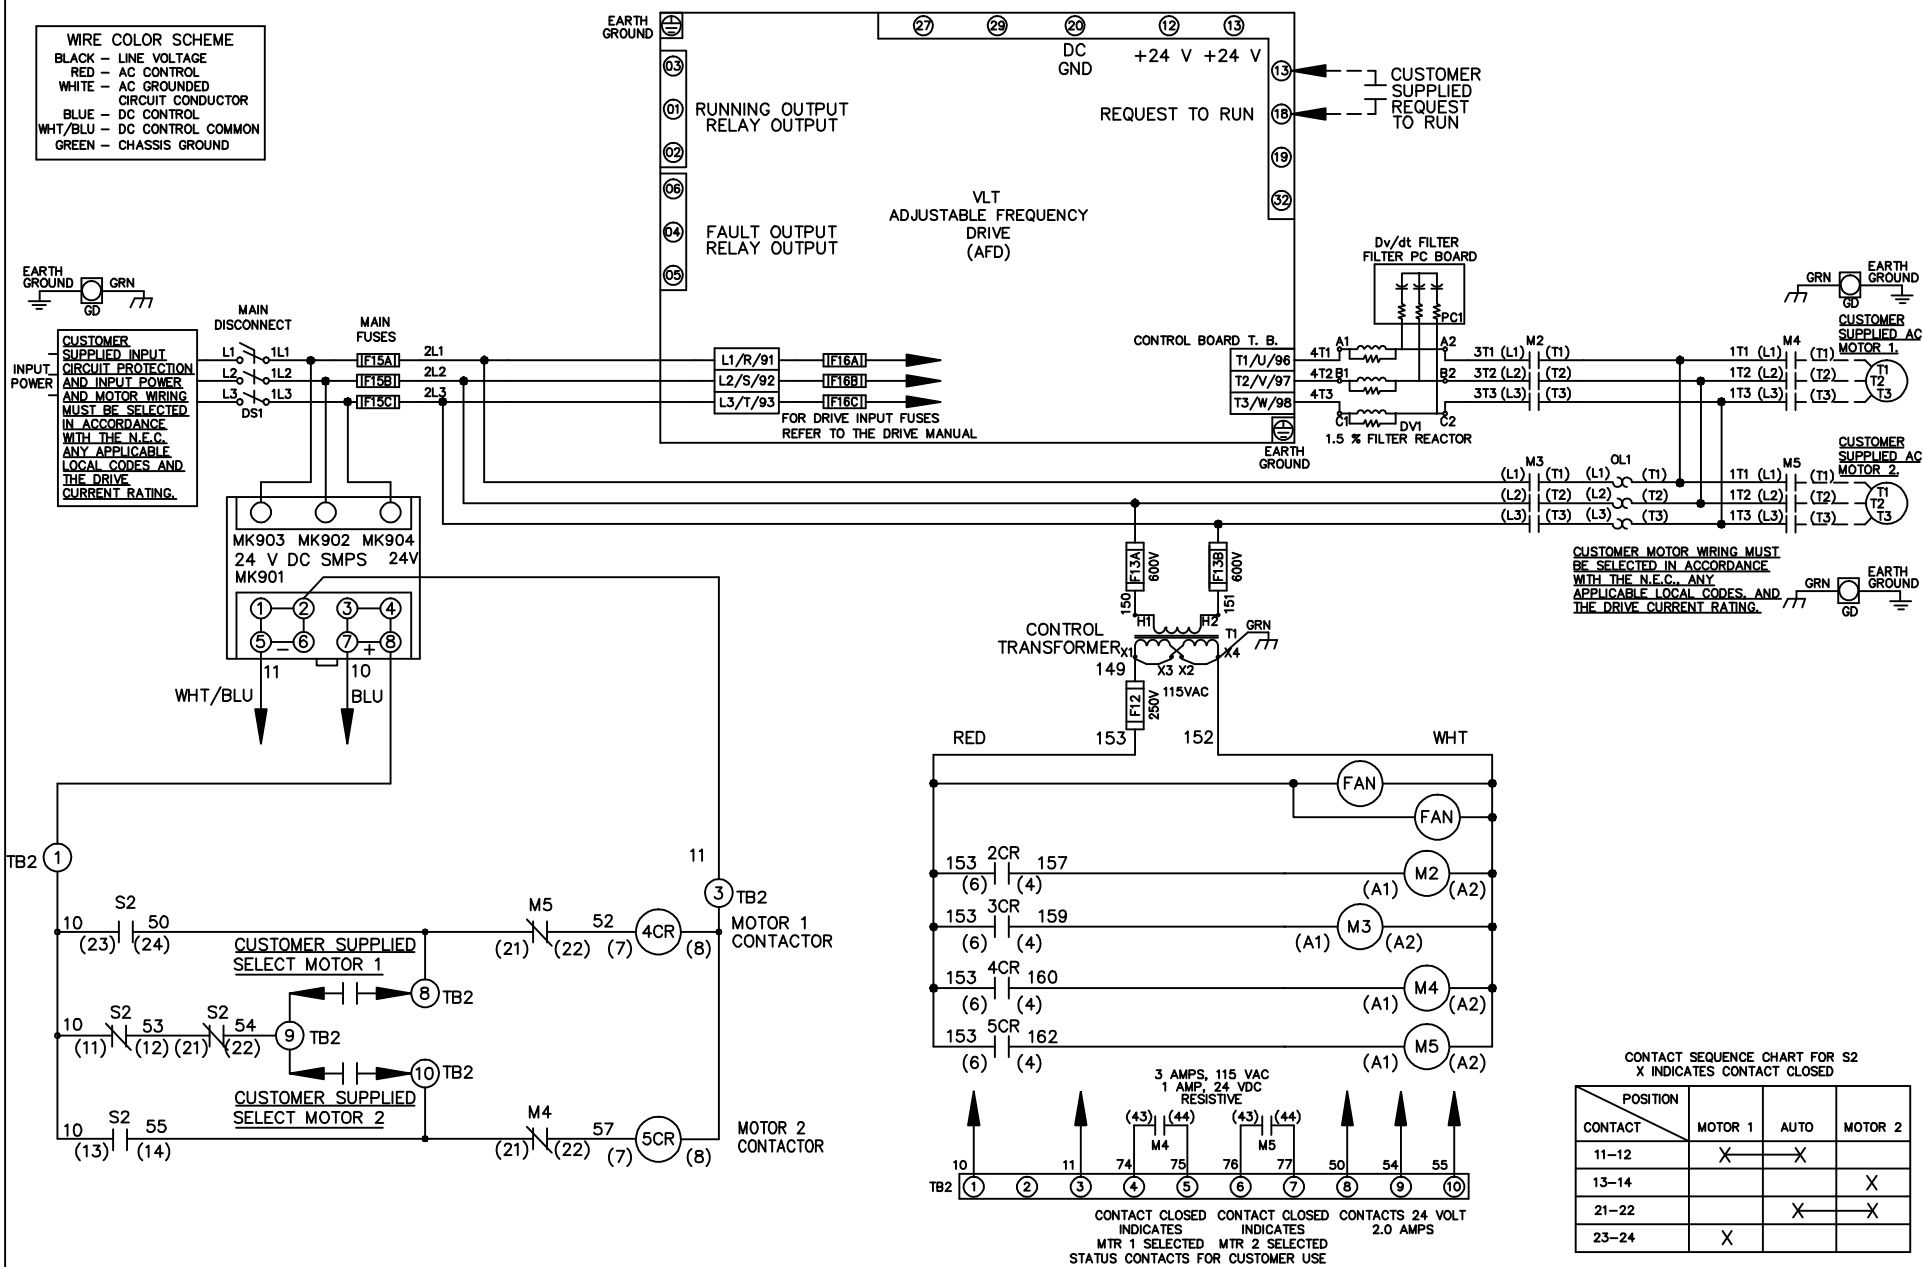 WIRE COLOR SCHEME
BLACK – LINE VOLTAGE
RED – AC CONTROL
WHITE – AC GROUNDED
CIRCUIT CONDUCTOR
BLUE – DC CONTROL
WHT/BLU – DC CONTROL COMMON
GREEN – CHASSIS GROUND
EARTH
GROUND
27 29 20 12 13
DC
GND
+24 V +24 V
03
01
02
RUNNING OUTPUT
RELAY OUTPUT
06
04
05
FAULT OUTPUT
RELAY OUTPUT
VLT
ADJUSTABLE FREQUENCY
DRIVE
(AFD)
REQUEST TO RUN
13
18
19
32
CUSTOMER
SUPPLIED
REQUEST
TO RUN
EARTH
GROUND
GRN
GD
INPUT
POWER
CUSTOMER
SUPPLIED INPUT
CIRCUIT PROTECTION
AND INPUT POWER
AND MOTOR WIRING
MUST BE SELECTED
IN ACCORDANCE
WITH THE N.E.C.
ANY APPLICABLE
LOCAL CODES AND
THE DRIVE
CURRENT RATING.
MAIN
DISCONNECT
L1 1L1
L2 1L2
L3 1L3
DS1
MAIN
FUSES
F15A 2L1
F15B 2L2
F15C 2L3
L1/R/91 F16A
L2/S/92 F16B
L3/T/93 F16C
FOR DRIVE INPUT FUSES
REFER TO THE DRIVE MANUAL
CONTROL BOARD T. B.
T1/U/96
T2/V/97
T3/W/98
EARTH
GROUND
Dv/dt FILTER
FILTER PC BOARD
PC1
4T1 A1 A2
4T2 B1 B2
4T3 C1 C2
DV1
1.5 % FILTER REACTOR
M2
3T1 (L1) (T1)
3T2 (L2) (T2)
3T3 (L3) (T3)
M4
1T1 (L1) (T1)
1T2 (L2) (T2)
1T3 (L3) (T3)
T1
T2
T3
GRN
GD
EARTH
GROUND
CUSTOMER
SUPPLIED AC
MOTOR 1.
M3 OL1
(L1) (T1) (L1) (T1)
(L2) (T2) (L2) (T2)
(L3) (T3) (L3) (T3)
M5
1T1 (L1) (T1)
1T2 (L2) (T2)
1T3 (L3) (T3)
T1
T2
T3
CUSTOMER
SUPPLIED AC
MOTOR 2.
CUSTOMER MOTOR WIRING MUST
BE SELECTED IN ACCORDANCE
WITH THE N.E.C., ANY
APPLICABLE LOCAL CODES, AND
THE DRIVE CURRENT RATING.
GRN
GD
EARTH
GROUND
MK903 MK902 MK904
24 V DC SMPS 24V
MK901
1 2 3 4
5 – 6 7 + 8
11 10
WHT/BLU BLU
F13A 600V
F13B 600V
150 151
H1 H2
CONTROL
TRANSFORMER
T1
GRN
X1 X3 X2 X4
149
115VAC
F12 250V
153 152
RED WHT
FAN
FAN
153 2CR 157
(6) (4)
(A1) M2 (A2)
153 3CR 159
(6) (4)
(A1) M3 (A2)
153 4CR 160
(6) (4)
(A1) M4 (A2)
153 5CR 162
(6) (4)
(A1) M5 (A2)
TB2 1
11
3 TB2
10 S2 50
(23) (24)
M5 52
(21) (22) (7) 4CR (8)
MOTOR 1
CONTACTOR
CUSTOMER SUPPLIED
SELECT MOTOR 1
8 TB2
10 S2 53 S2 54
(11) (12) (21) (22)
9 TB2
10 TB2
CUSTOMER SUPPLIED
SELECT MOTOR 2
10 S2 55
(13) (14)
M4 57
(21) (22) (7) 5CR (8)
MOTOR 2
CONTACTOR
3 AMPS, 115 VAC
1 AMP, 24 VDC
RESISTIVE
(43) (44) (43) (44)
M4 M5
10 11 74 75 76 77 50 54 55
TB2 1 2 3 4 5 6 7 8 9 10
CONTACT CLOSED
INDICATES
MTR 1 SELECTED
CONTACT CLOSED
INDICATES
MTR 2 SELECTED
CONTACTS 24 VOLT
2.0 AMPS
STATUS CONTACTS FOR CUSTOMER USE
CONTACT SEQUENCE CHART FOR S2
X INDICATES CONTACT CLOSED
POSITION
CONTACT MOTOR 1 AUTO MOTOR 2
11–12 X X
13–14 X
21–22 X X
23–24 X